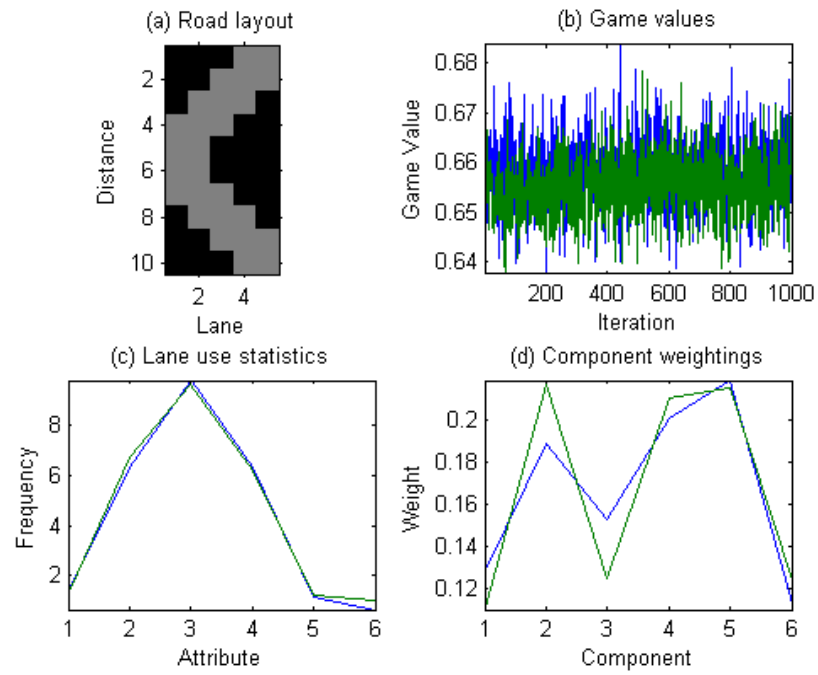 (a) Road layout
2
4
6
8
10
Distance
2 4
Lane
(b) Game values
0.68
0.67
0.66
0.65
0.64
Game Value
200 400 600 800 1000
Iteration
(c) Lane use statistics
8
6
4
2
Frequency
1 2 3 4 5 6
Attribute
(d) Component weightings
0.2
0.18
0.16
0.14
0.12
Weight
1 2 3 4 5 6
Component